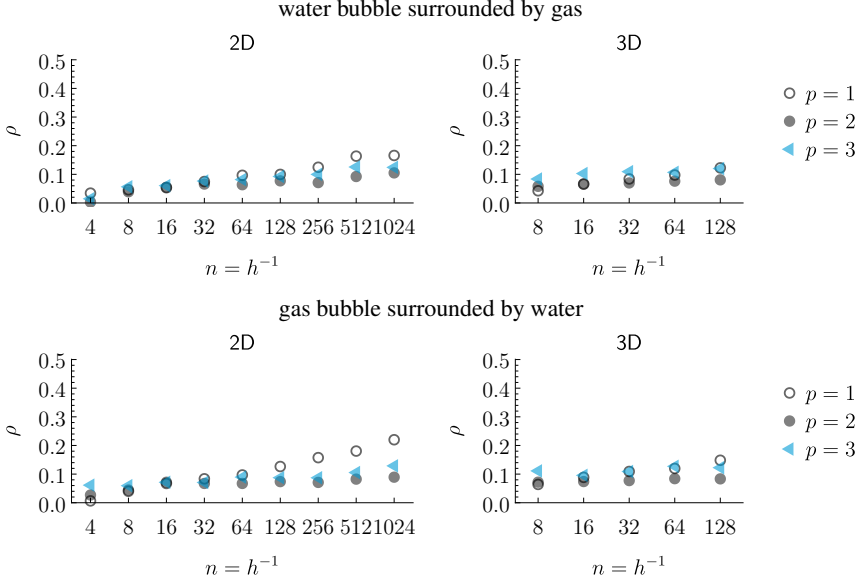 water bubble surrounded by gas
2D
3D
0.5
0.4
0.3
0.2
0.1
0.0
ρ
4 8 16 32 64 128 256 512 1024
n = h⁻¹
0.5
0.4
0.3
0.2
0.1
0.0
ρ
8 16 32 64 128
n = h⁻¹
p = 1
p = 2
p = 3
gas bubble surrounded by water
2D
3D
0.5
0.4
0.3
0.2
0.1
0.0
ρ
4 8 16 32 64 128 256 512 1024
n = h⁻¹
0.5
0.4
0.3
0.2
0.1
0.0
ρ
8 16 32 64 128
n = h⁻¹
p = 1
p = 2
p = 3